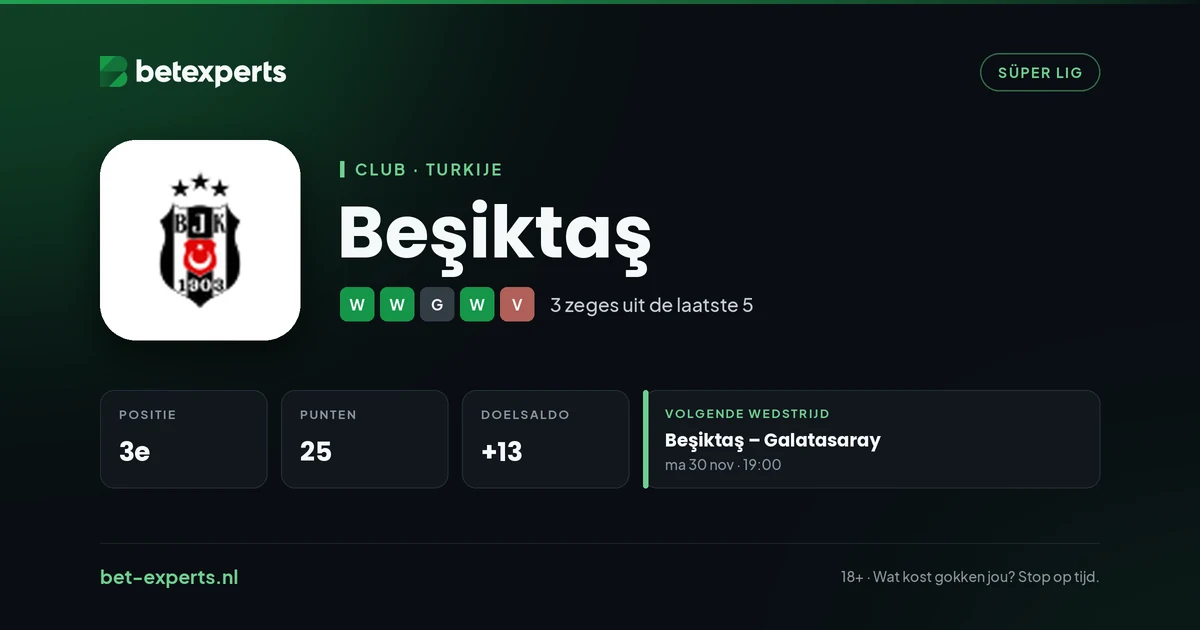 betexperts
SÜPER LIG
BJK
1903
CLUB · TURKIJE
Beşiktaş
W W G W V 3 zeges uit de laatste 5
POSITIE
3e
PUNTEN
25
DOELSALDO
+13
VOLGENDE WEDSTRIJD
Beşiktaş – Galatasaray
ma 30 nov · 19:00
bet-experts.nl
18+ · Wat kost gokken jou? Stop op tijd.